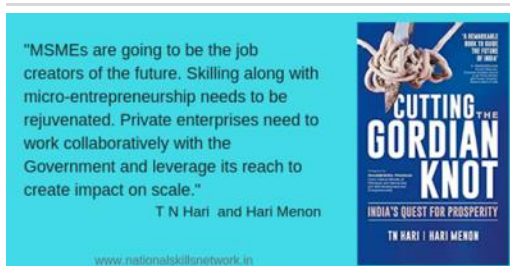 "MSMEs are going to be the job
creators of the future. Skilling along with
micro-entrepreneurship needs to be
rejuvenated. Private enterprises need to
work collaboratively with the
Government and leverage its reach to
create impact on scale."
T N Hari and Hari Menon
www.nationalskillsnetwork.in
'A REMARKABLE
BOOK TO GUIDE
THE FUTURE
OF INDIA'
CUTTING THE
GORDIAN
KNOT
INDIA'S QUEST FOR PROSPERITY
TN HARI | HARI MENON